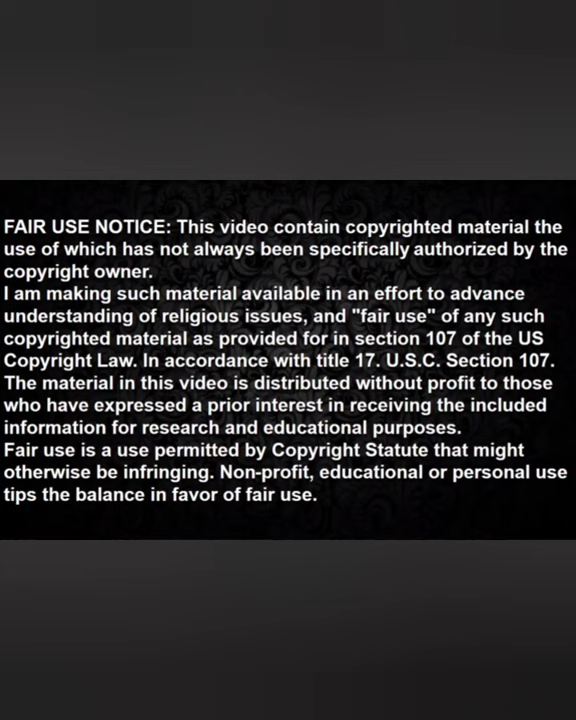 FAIR USE NOTICE: This video contain copyrighted material the
use of which has not always been specifically authorized by the
copyright owner.
I am making such material available in an effort to advance
understanding of religious issues, and "fair use" of any such
copyrighted material as provided for in section 107 of the US
Copyright Law. In accordance with title 17. U.S.C. Section 107.
The material in this video is distributed without profit to those
who have expressed a prior interest in receiving the included
information for research and educational purposes.
Fair use is a use permitted by Copyright Statute that might
otherwise be infringing. Non-profit, educational or personal use
tips the balance in favor of fair use.